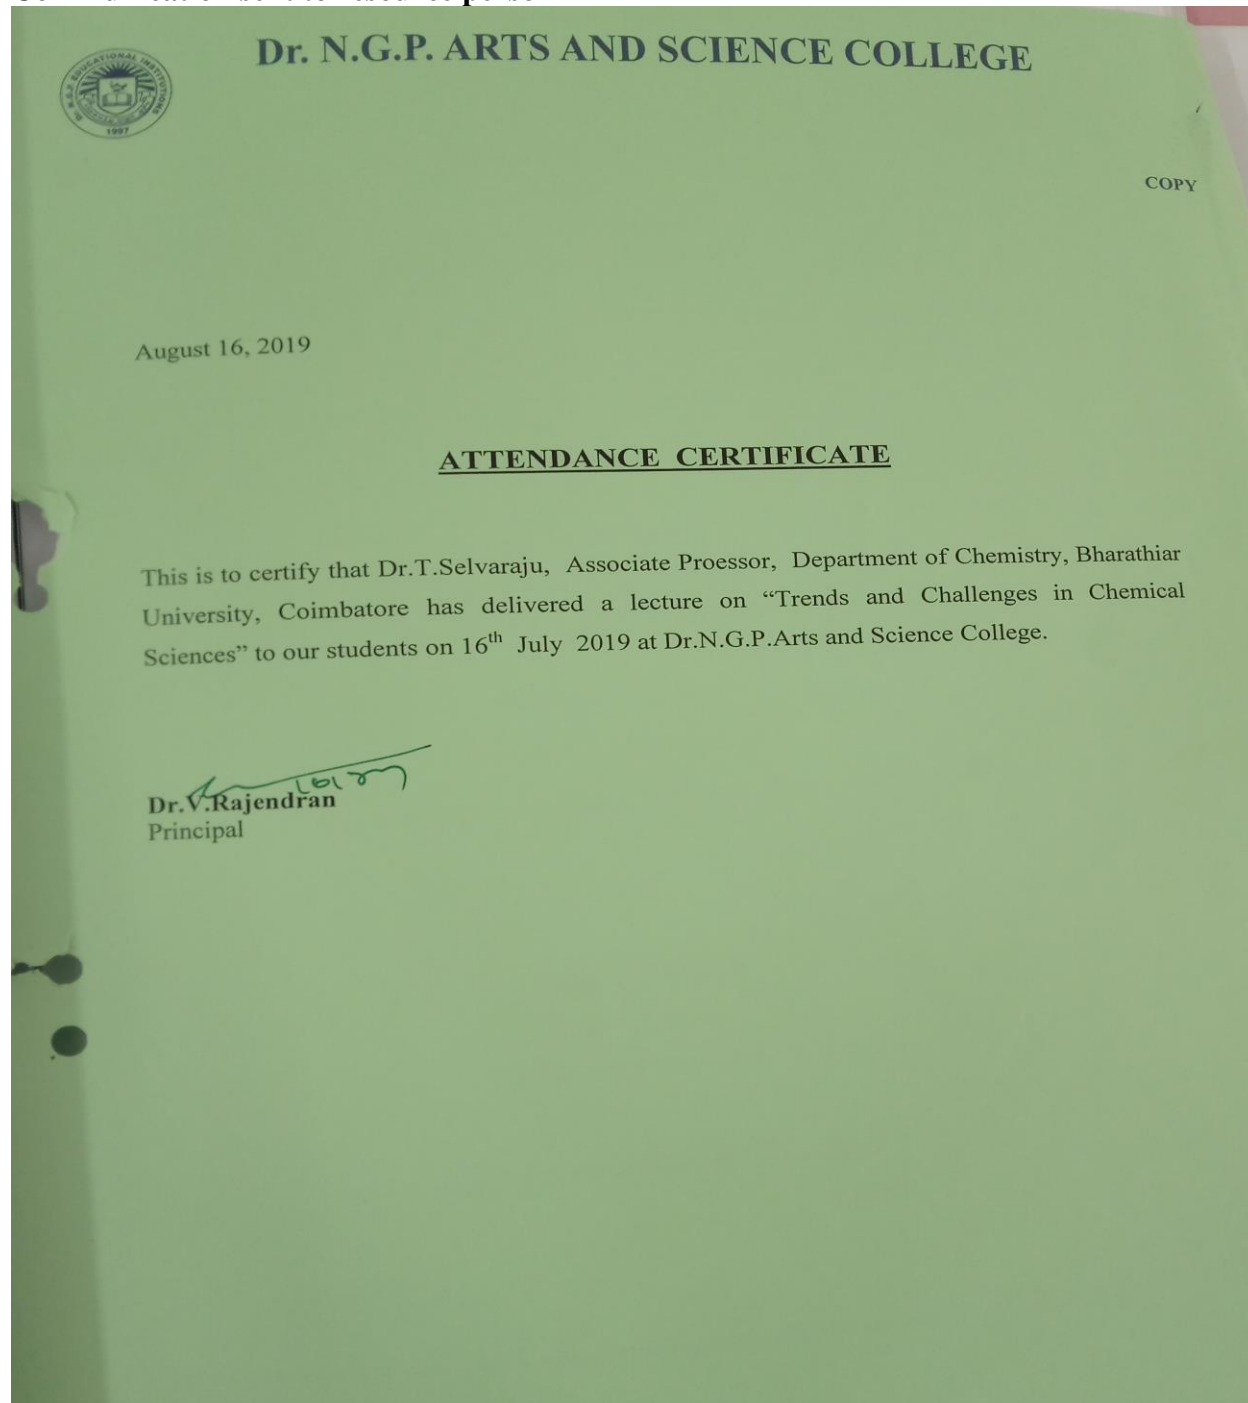 Dr. N.G.P. ARTS AND SCIENCE COLLEGE
1997
COPY
August 16, 2019
ATTENDANCE CERTIFICATE
This is to certify that Dr.T.Selvaraju, Associate Proessor, Department of Chemistry, Bharathiar
University, Coimbatore has delivered a lecture on “Trends and Challenges in Chemical
Sciences” to our students on 16th July 2019 at Dr.N.G.P.Arts and Science College.
Dr.V.Rajendran
Principal